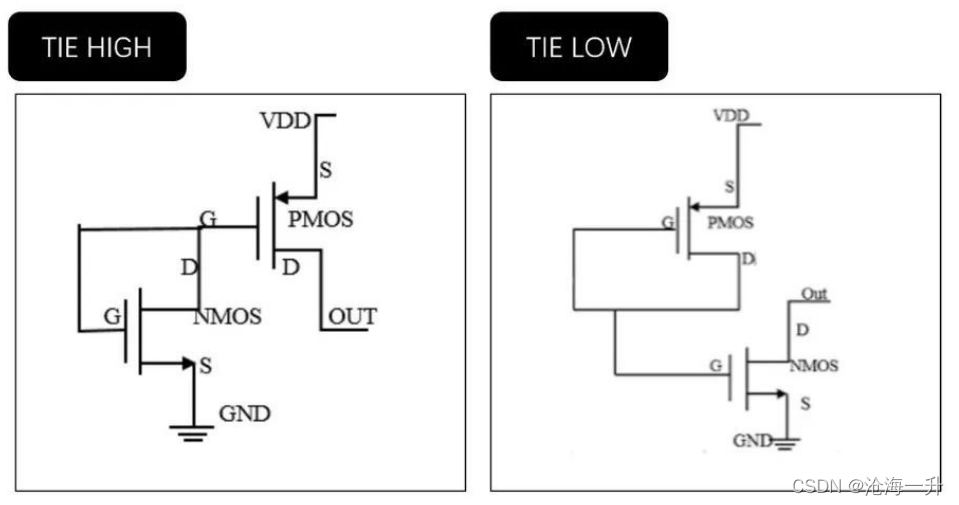 TIE HIGH
TIE LOW
VDD
S
G
PMOS
D
D
G
NMOS
OUT
S
GND
VDD
S
G
PMOS
D
Out
D
G
NMOS
S
GND
CSDN @沧海一升